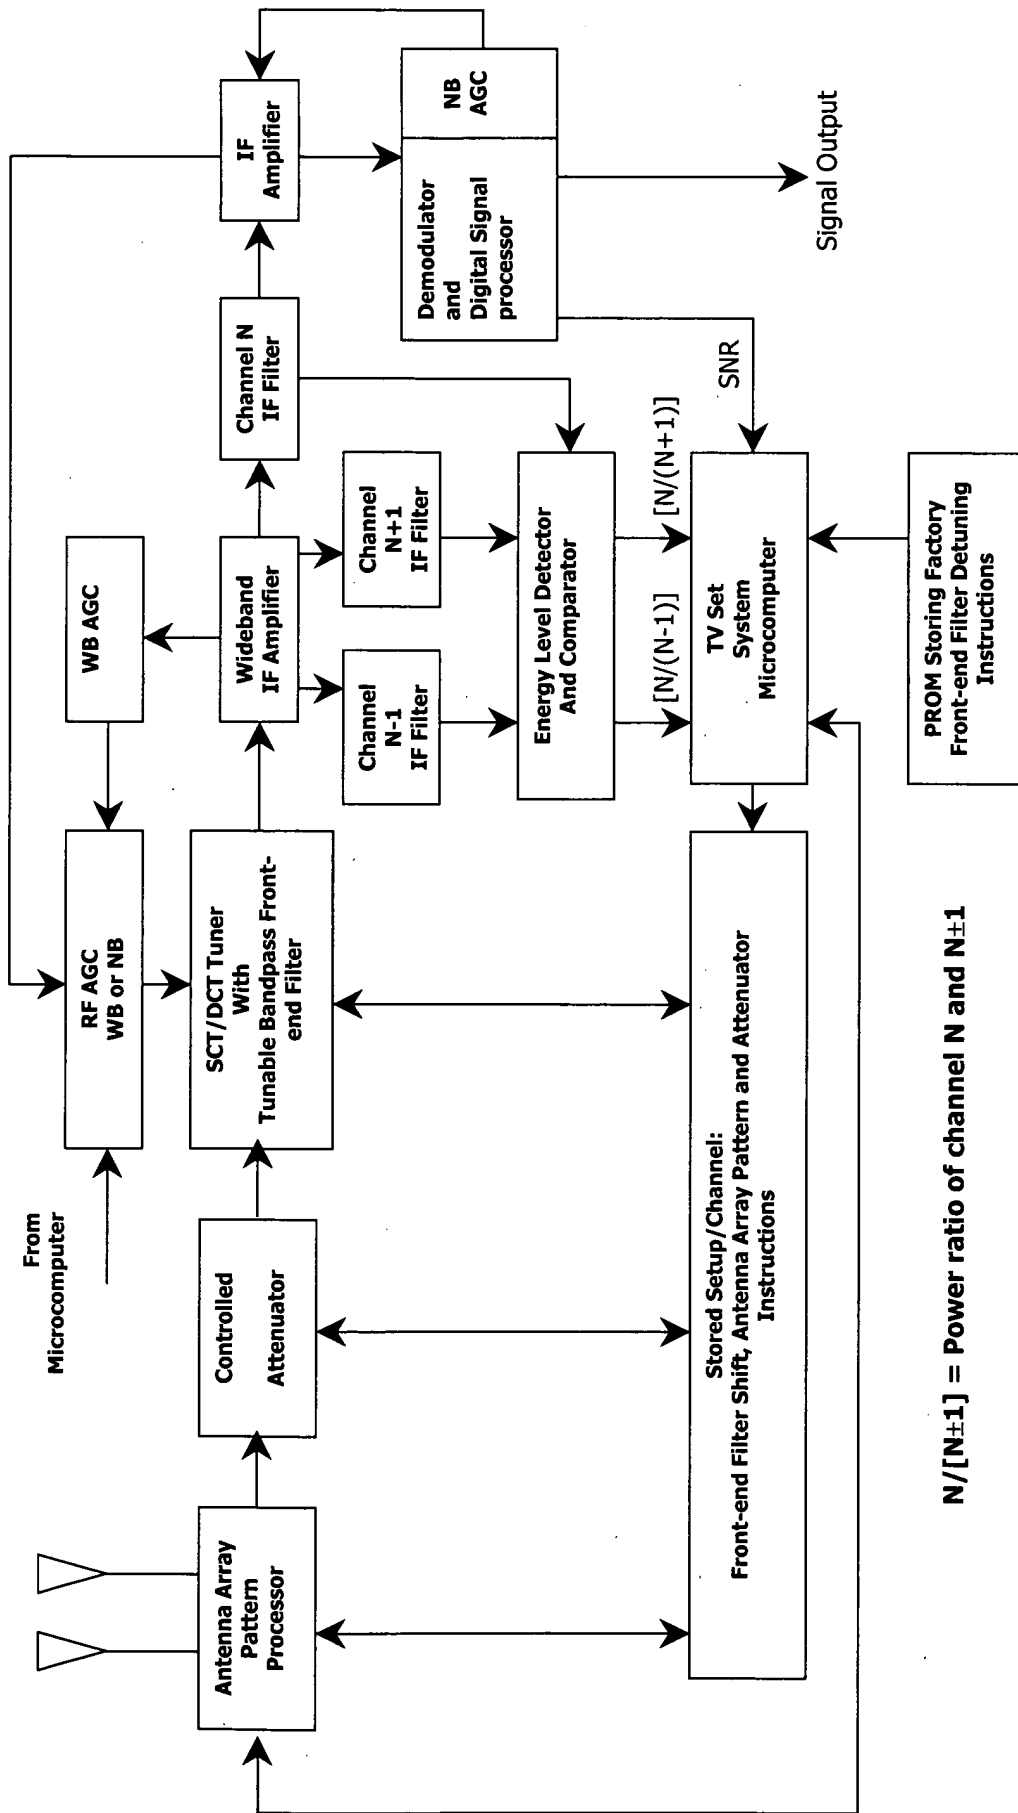 From
Microcomputer
RF AGC
WB or NB
WB AGC
Antenna Array
Pattern
Processor
Controlled
Attenuator
SCT/DCT Tuner
With
Tunable Bandpass Front-
end Filter
Wideband
IF Amplifier
Channel N
IF Filter
IF
Amplifier
Channel
N-1
IF Filter
Channel
N+1
IF Filter
Demodulator
and
Digital Signal
processor
NB
AGC
Energy Level Detector
And Comparator
[N/(N-1)]
[N/(N+1)]
SNR
Signal Output
Stored Setup/Channel:
Front-end Filter Shift, Antenna Array Pattern and Attenuator
Instructions
TV Set
System
Microcomputer
PROM Storing Factory
Front-end Filter Detuning
Instructions
N/[N±1] = Power ratio of channel N and N±1